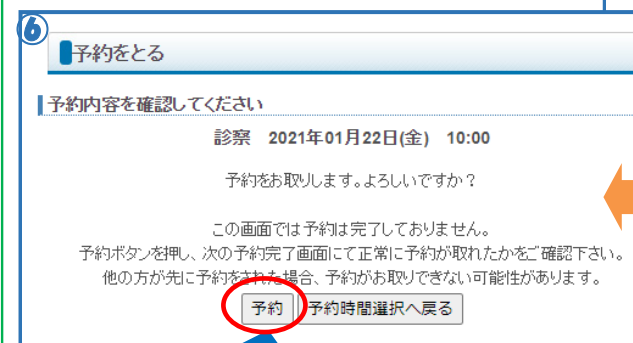 ⑥
予約をとる
予約内容を確認してください
診察 2021年01月22日(金) 10:00
予約をお取りします。よろしいですか？
この画面では予約は完了しておりません。
予約ボタンを押し、次の予約完了画面にて正常に予約が取れたかをご確認下さい。
他の方が先に予約をされた場合、予約がお取りできない可能性があります。
予約 予約時間選択へ戻る